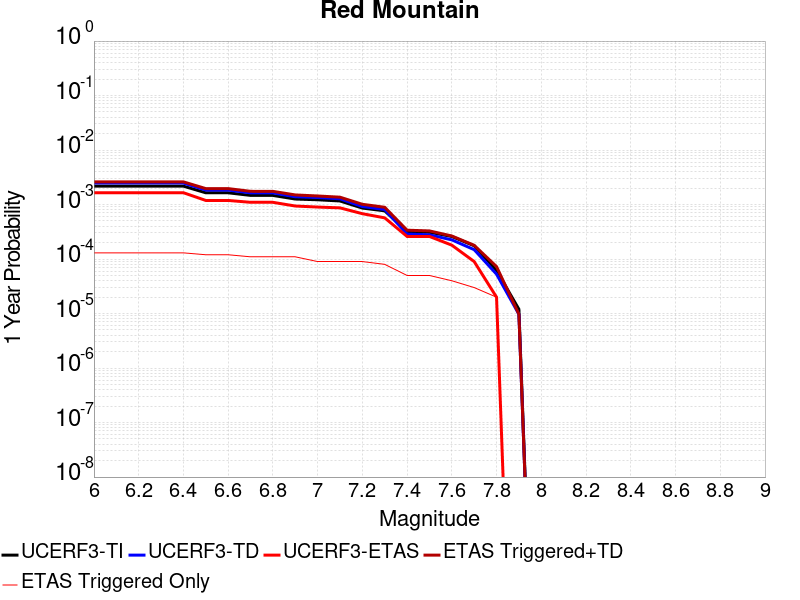 Red Mountain
1 Year Probability
10^0
10^-1
10^-2
10^-3
10^-4
10^-5
10^-6
10^-7
10^-8
6 6.2 6.4 6.6 6.8 7 7.2 7.4 7.6 7.8 8 8.2 8.4 8.6 8.8 9
Magnitude
UCERF3-TI UCERF3-TD UCERF3-ETAS ETAS Triggered+TD
ETAS Triggered Only